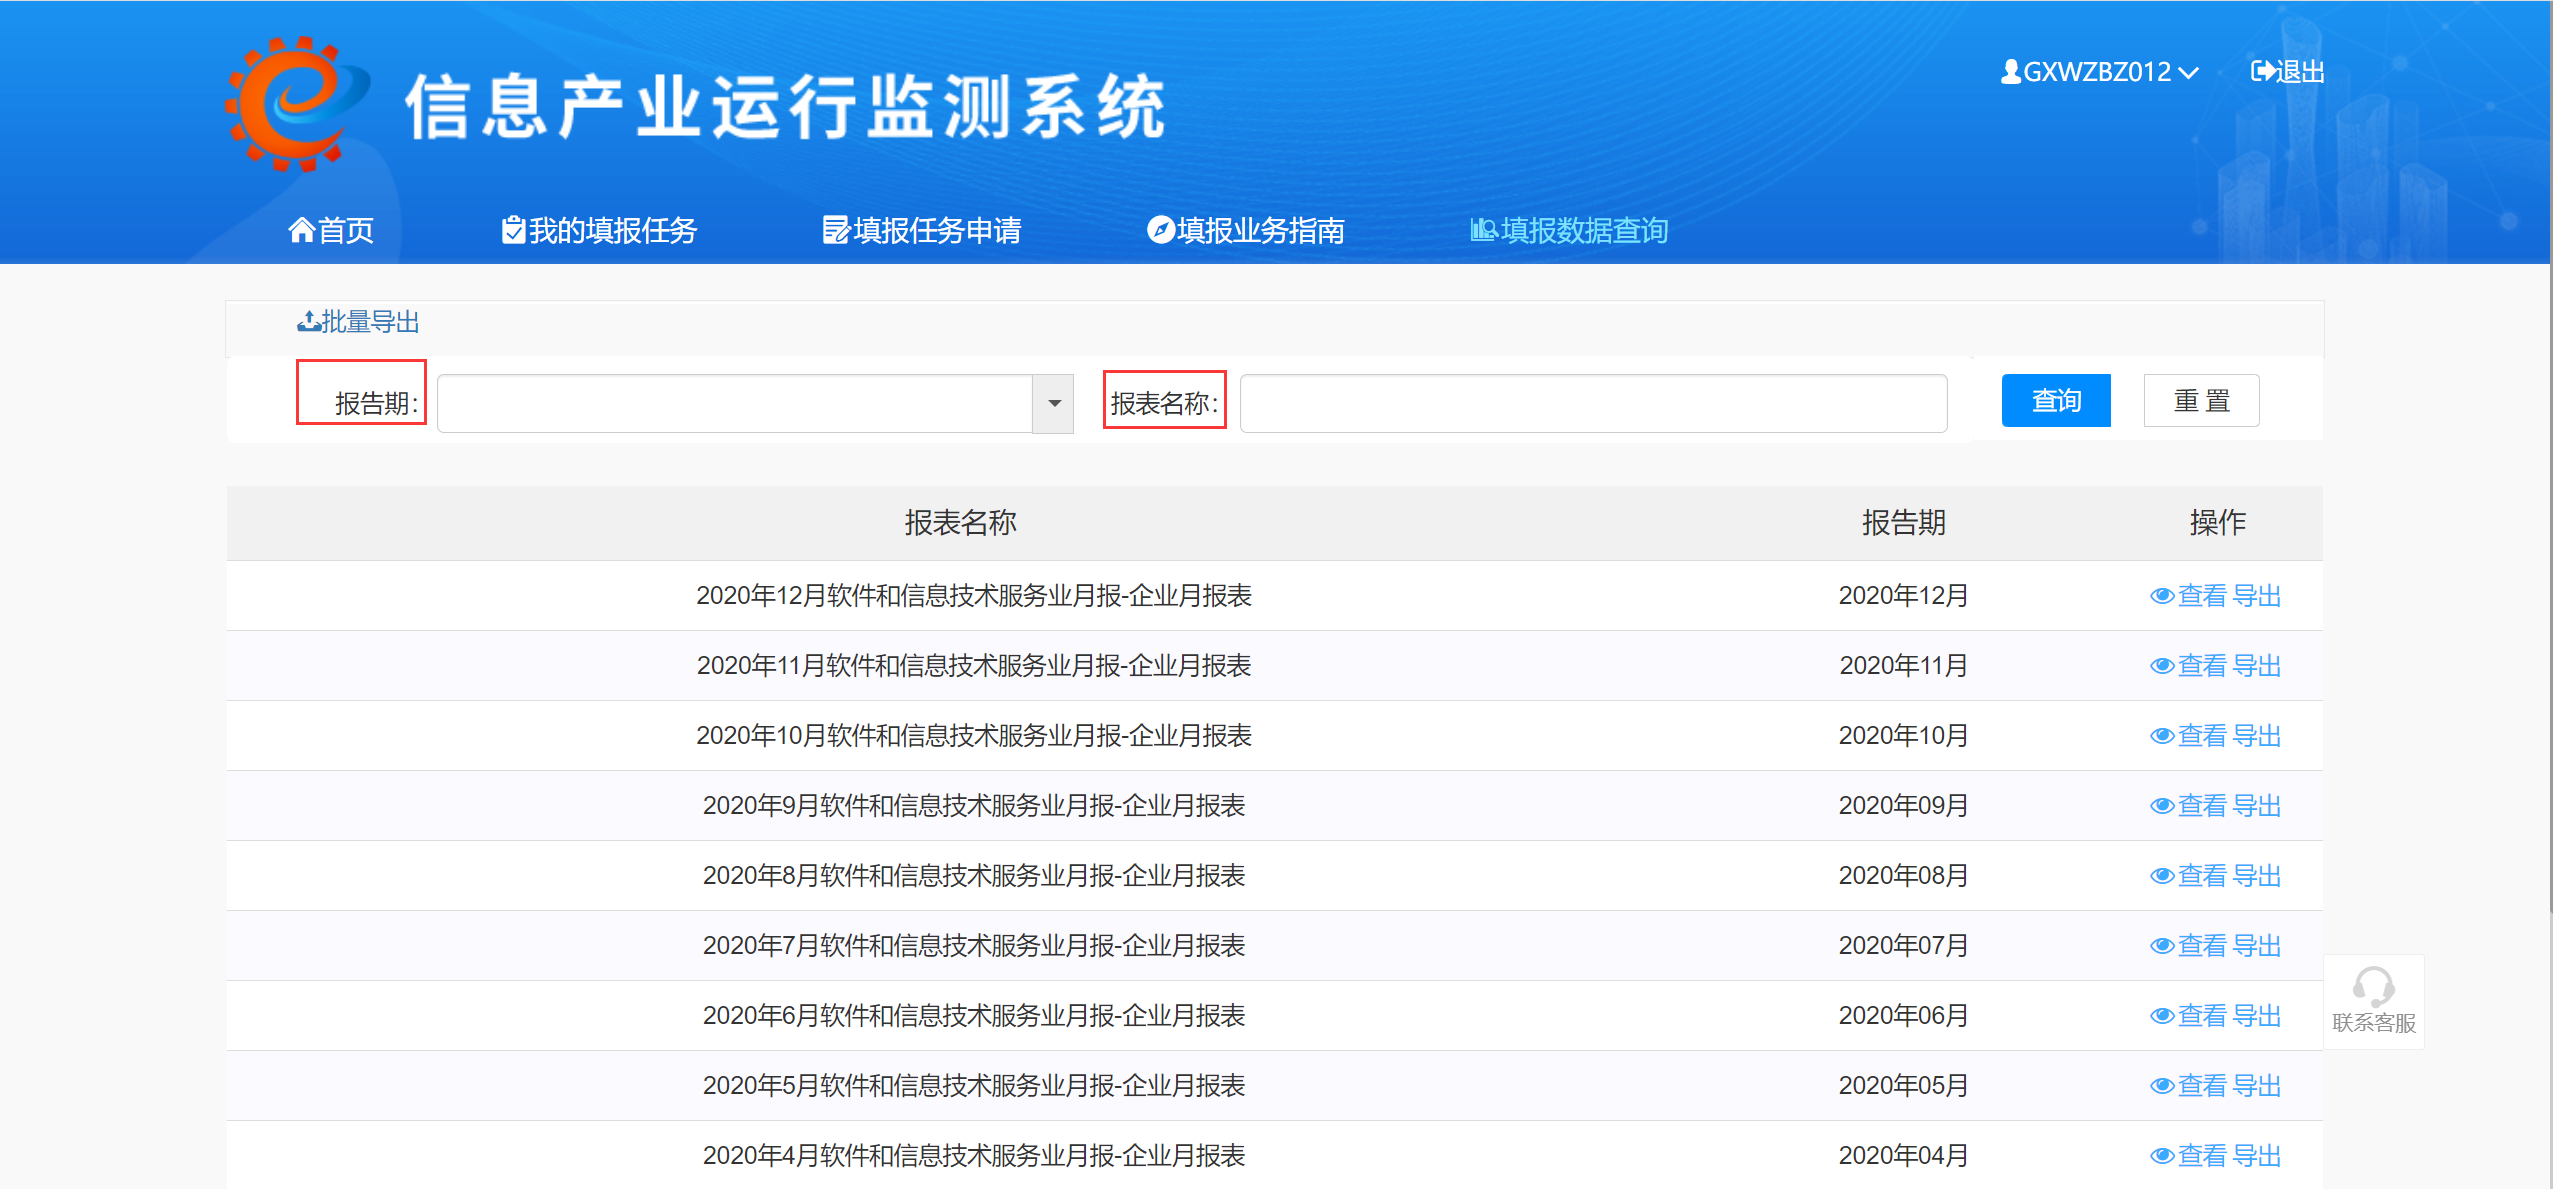 信息产业运行监测系统
GXWZBZ012 退出
首页 我的填报任务 填报任务申请 填报业务指南 填报数据查询
批量导出
报告期： 报表名称： 查询 重 置
报表名称 报告期 操作
2020年12月软件和信息技术服务业月报-企业月报表 2020年12月 查看 导出
2020年11月软件和信息技术服务业月报-企业月报表 2020年11月 查看 导出
2020年10月软件和信息技术服务业月报-企业月报表 2020年10月 查看 导出
2020年9月软件和信息技术服务业月报-企业月报表 2020年09月 查看 导出
2020年8月软件和信息技术服务业月报-企业月报表 2020年08月 查看 导出
2020年7月软件和信息技术服务业月报-企业月报表 2020年07月 查看 导出
2020年6月软件和信息技术服务业月报-企业月报表 2020年06月 查看 导出
联系客服
2020年5月软件和信息技术服务业月报-企业月报表 2020年05月 查看 导出
2020年4月软件和信息技术服务业月报-企业月报表 2020年04月 查看 导出